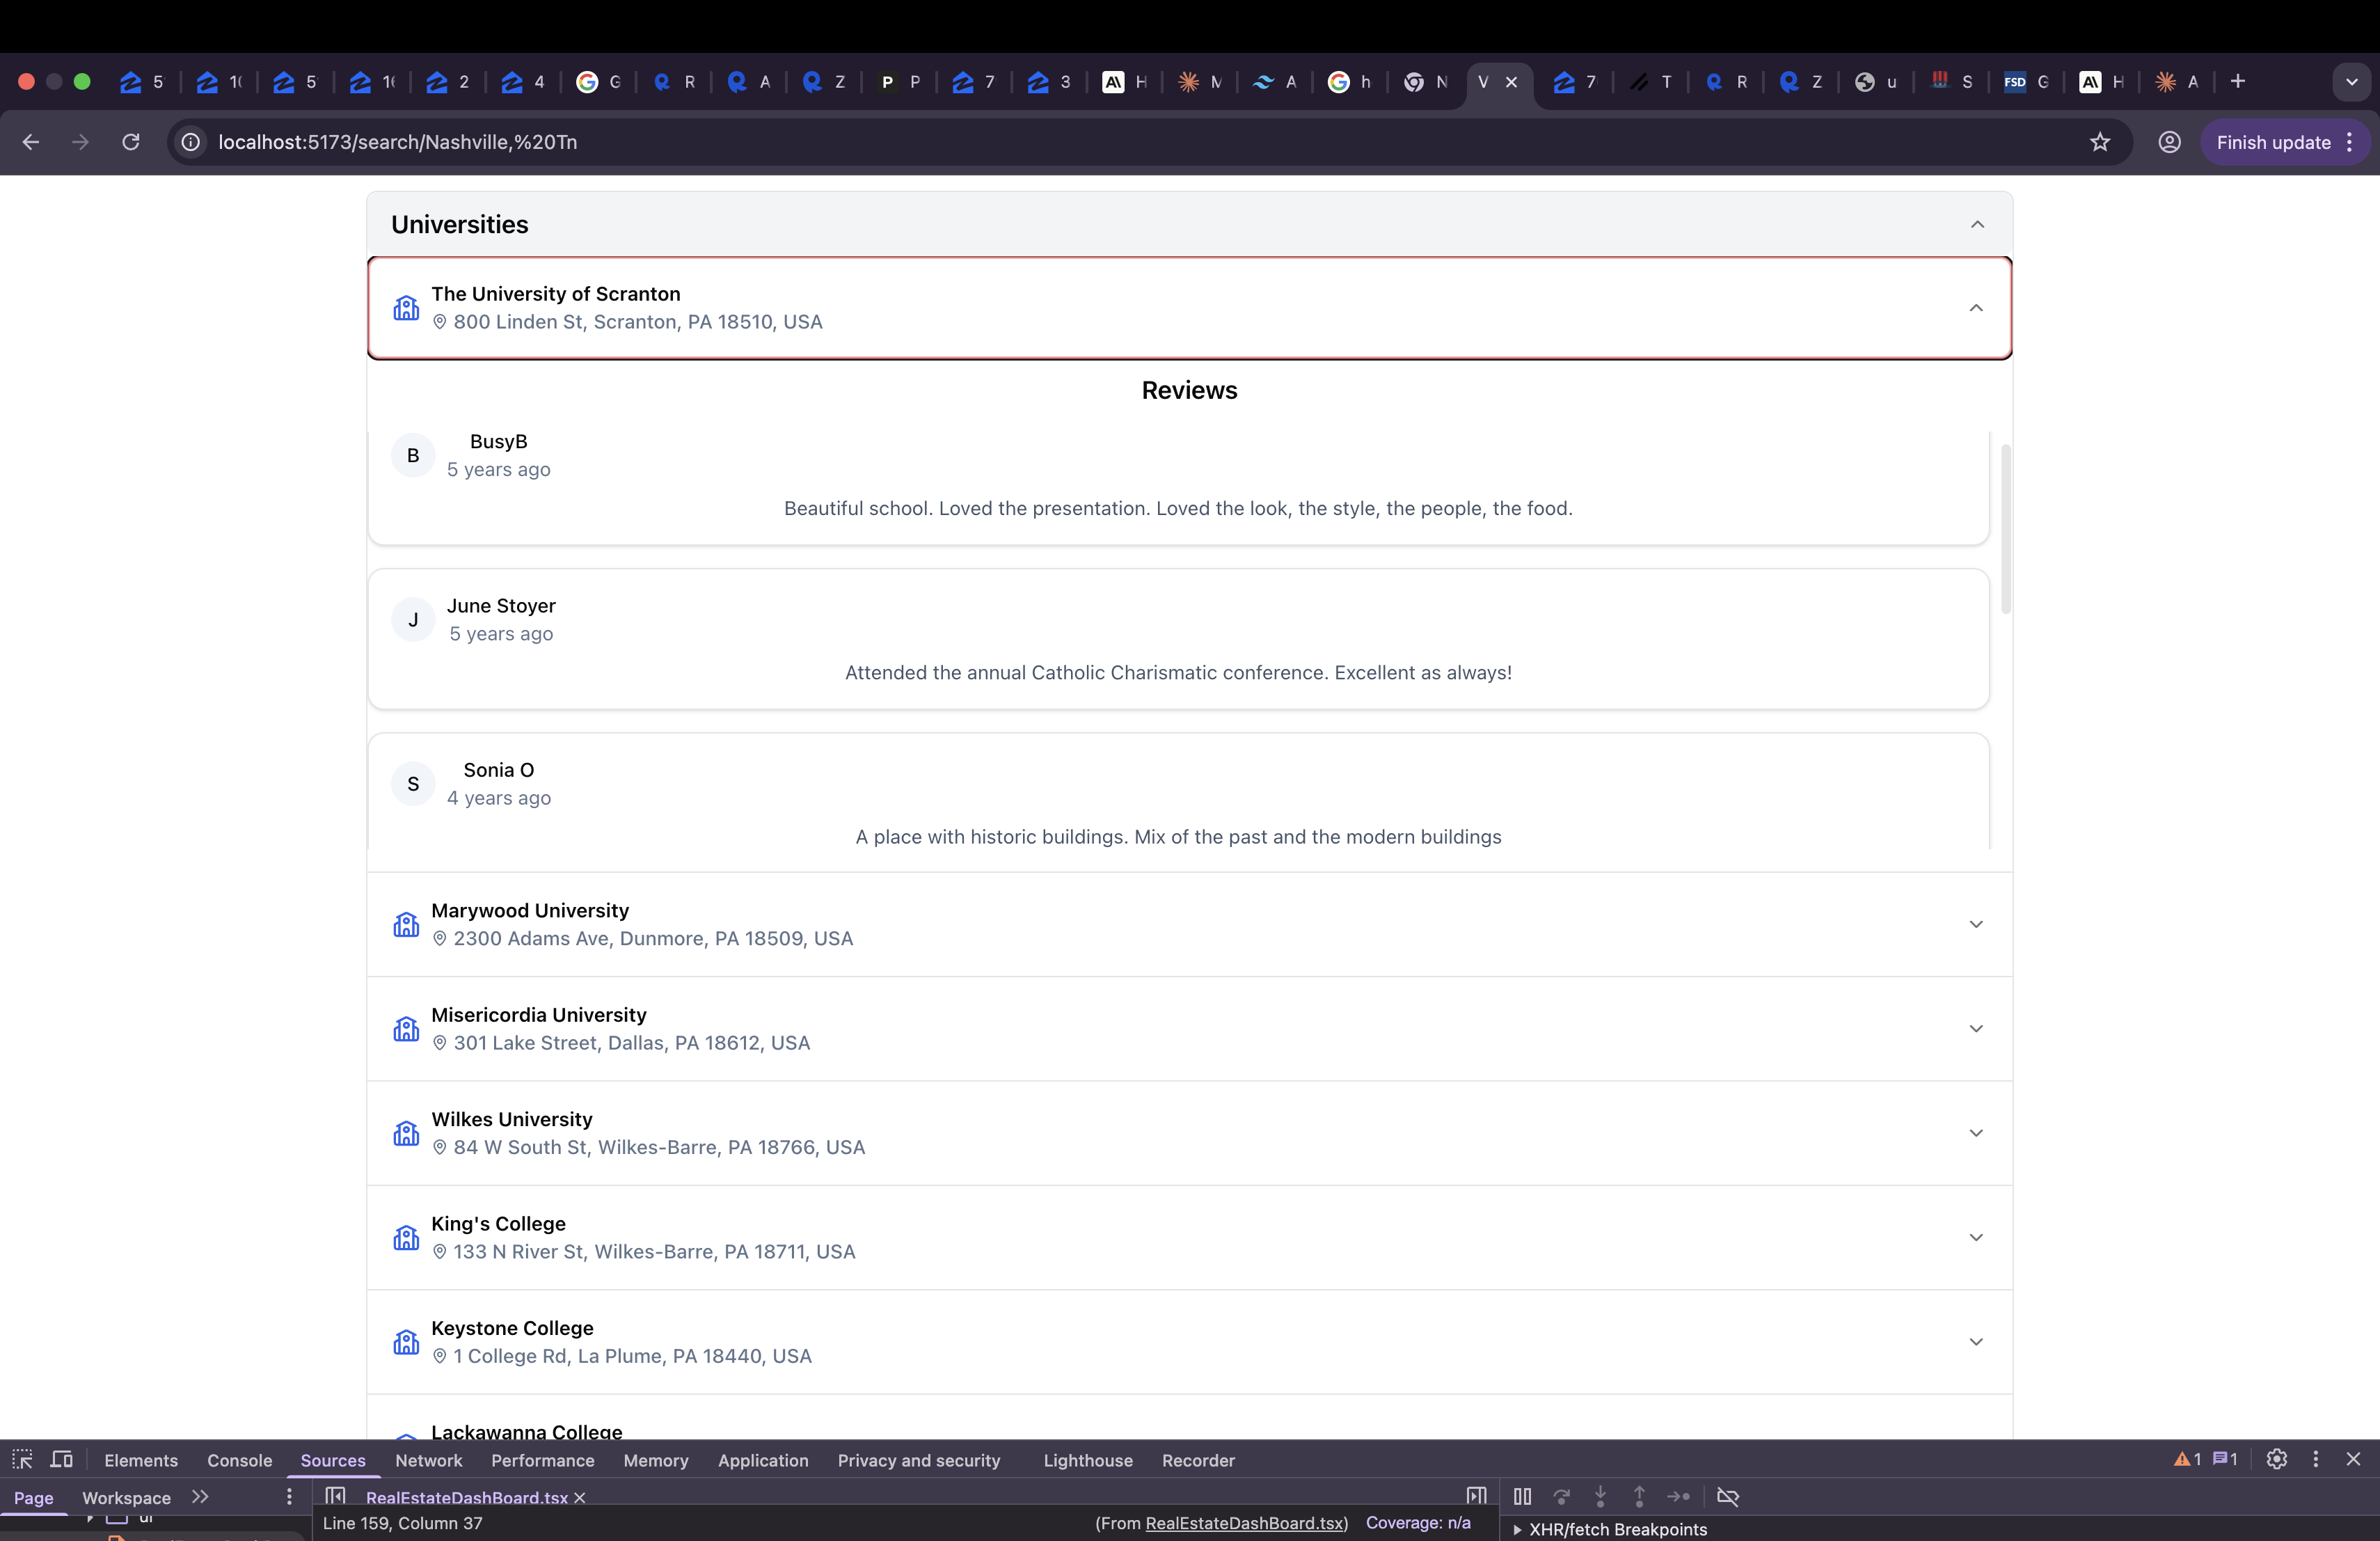 5 1 5 1 2 4 G R A Z P 7 3 H A h N V 7 T R Z u S G H A
localhost:5173/search/Nashville,%20Tn
Finish update
Universities
The University of Scranton
800 Linden St, Scranton, PA 18510, USA
Reviews
B
BusyB
5 years ago
Beautiful school. Loved the presentation. Loved the look, the style, the people, the food.
J
June Stoyer
5 years ago
Attended the annual Catholic Charismatic conference. Excellent as always!
S
Sonia O
4 years ago
A place with historic buildings. Mix of the past and the modern buildings
Marywood University
2300 Adams Ave, Dunmore, PA 18509, USA
Misericordia University
301 Lake Street, Dallas, PA 18612, USA
Wilkes University
84 W South St, Wilkes-Barre, PA 18766, USA
King's College
133 N River St, Wilkes-Barre, PA 18711, USA
Keystone College
1 College Rd, La Plume, PA 18440, USA
Lackawanna College
Elements Console Sources Network Performance Memory Application Privacy and security Lighthouse Recorder 1 1
Page Workspace RealEstateDashBoard.tsx
ui
Line 159, Column 37 (From RealEstateDashBoard.tsx) Coverage: n/a
XHR/fetch Breakpoints